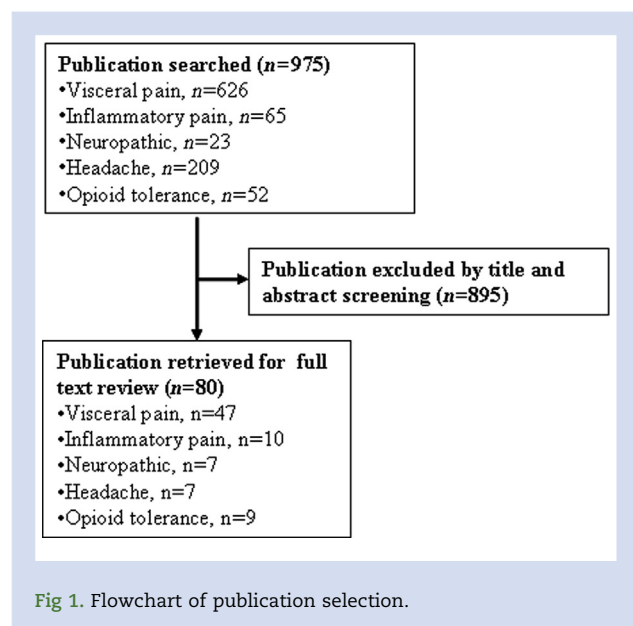 Publication searched (n=975)
•Visceral pain, n=626
•Inflammatory pain, n=65
•Neuropathic, n=23
•Headache, n=209
•Opioid tolerance, n=52
Publication excluded by title and
abstract screening (n=895)
Publication retrieved for full
text review (n=80)
•Visceral pain, n=47
•Inflammatory pain, n=10
•Neuropathic, n=7
•Headache, n=7
•Opioid tolerance, n=9
Fig 1. Flowchart of publication selection.